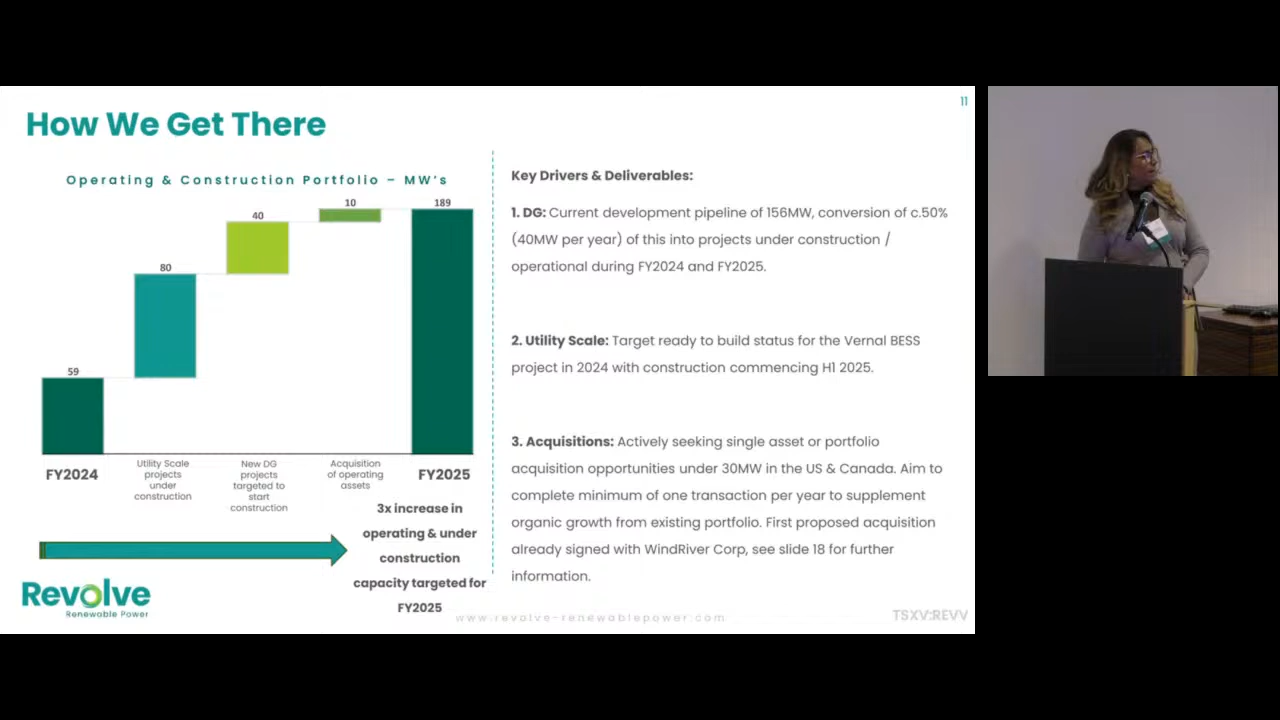 11
How We Get There
Operating & Construction Portfolio – MW's
59
80
40
10
189
FY2024
Utility Scale
projects
under
construction
New DG
projects
targeted to
start
construction
Acquisition
of operating
assets
FY2025
3x increase in
operating & under
construction
capacity targeted for
FY2025
Key Drivers & Deliverables:
1. DG: Current development pipeline of 156MW, conversion of c.50%
(40MW per year) of this into projects under construction /
operational during FY2024 and FY2025.
2. Utility Scale: Target ready to build status for the Vernal BESS
project in 2024 with construction commencing H1 2025.
3. Acquisitions: Actively seeking single asset or portfolio
acquisition opportunities under 30MW in the US & Canada. Aim to
complete minimum of one transaction per year to supplement
organic growth from existing portfolio. First proposed acquisition
already signed with WindRiver Corp, see slide 18 for further
information.
Revolve
Renewable Power
www.revolve-renewablepower.com
TSXV:REVV